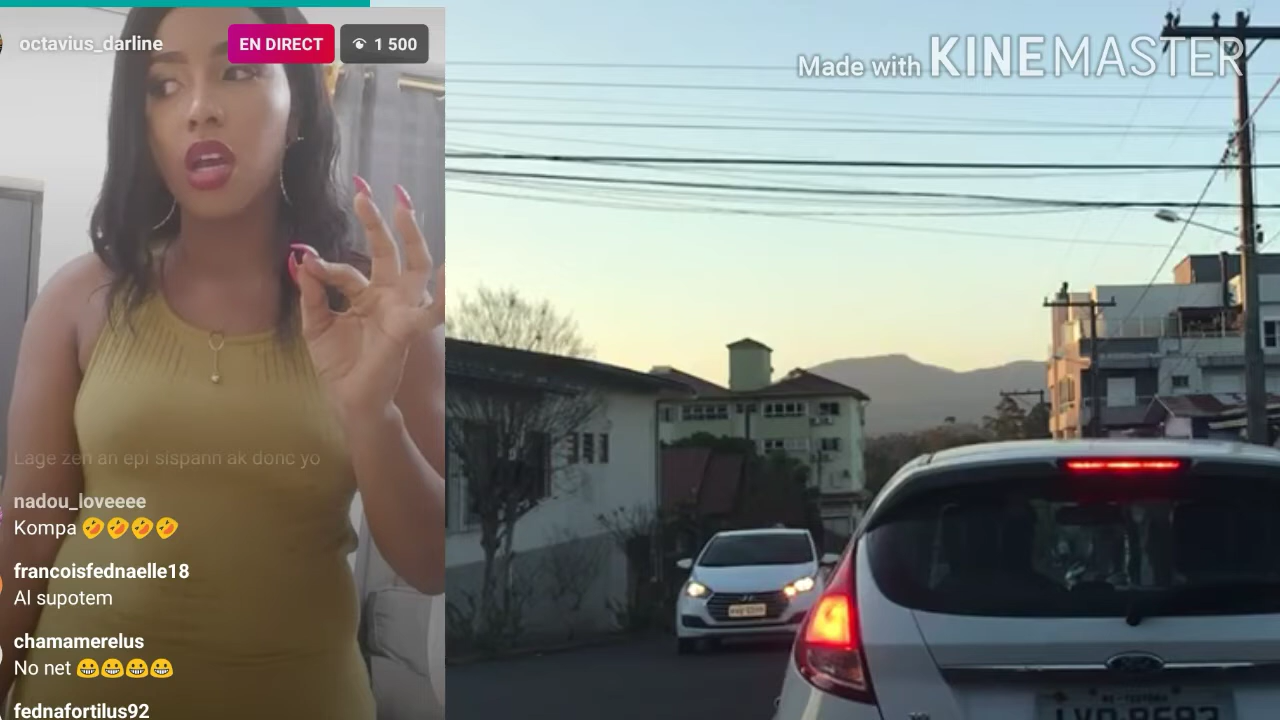 octavius_darline
EN DIRECT
1 500
Made with KINEMASTER
Lage zen an epi sispann ak donc yo
nadou_loveeee
Kompa 🤣🤣🤣🤣
francoisfednaelle18
Al supotem
chamamerelus
No net 😀😀😀😀
fednafortilus92
Ford